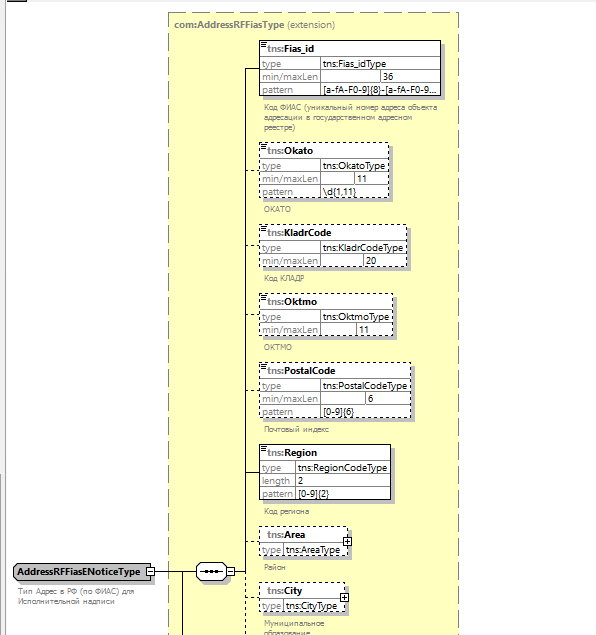 com:AddressRFFiasType (extension)
tns:Fias_id
type tns:Fias_idType
min/maxLen 36
pattern [a-fA-F0-9]{8}-[a-fA-F0-9...
Код ФИАС (уникальный номер адреса объекта
адресации в государственном адресном
реестре)
tns:Okato
type tns:OkatoType
min/maxLen 11
pattern \d{1,11}
ОКАТО
tns:KladrCode
type tns:KladrCodeType
min/maxLen 20
Код КЛАДР
tns:Oktmo
type tns:OktmoType
min/maxLen 11
ОКТМО
tns:PostalCode
type tns:PostalCodeType
min/maxLen 6
pattern [0-9]{6}
Почтовый индекс
tns:Region
type tns:RegionCodeType
length 2
pattern [0-9]{2}
Код региона
tns:Area
type tns:AreaType
Район
AddressRFFiasENoticeType
Тип Адрес в РФ (по ФИАС) для
Исполнительной надписи
tns:City
type tns:CityType
Муниципальное
образование